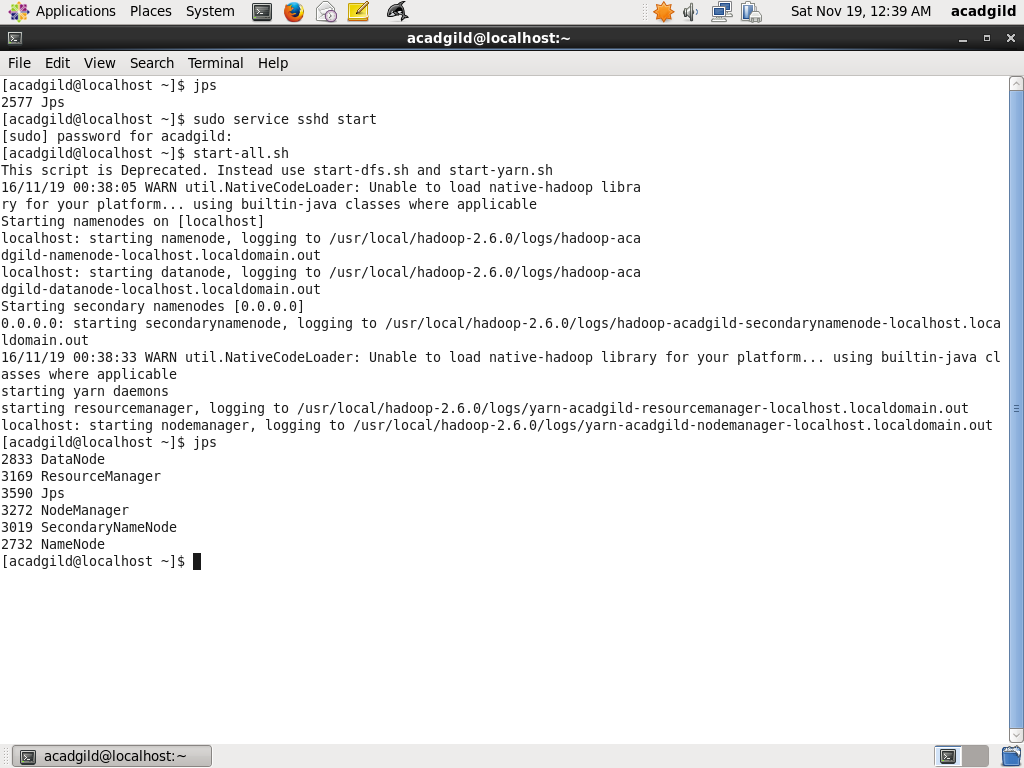 Applications Places System Sat Nov 19, 12:39 AM acadgild
acadgild@localhost:~
File Edit View Search Terminal Help
[acadgild@localhost ~]$ jps
2577 Jps
[acadgild@localhost ~]$ sudo service sshd start
[sudo] password for acadgild:
[acadgild@localhost ~]$ start-all.sh
This script is Deprecated. Instead use start-dfs.sh and start-yarn.sh
16/11/19 00:38:05 WARN util.NativeCodeLoader: Unable to load native-hadoop libra
ry for your platform... using builtin-java classes where applicable
Starting namenodes on [localhost]
localhost: starting namenode, logging to /usr/local/hadoop-2.6.0/logs/hadoop-aca
dgild-namenode-localhost.localdomain.out
localhost: starting datanode, logging to /usr/local/hadoop-2.6.0/logs/hadoop-aca
dgild-datanode-localhost.localdomain.out
Starting secondary namenodes [0.0.0.0]
0.0.0.0: starting secondarynamenode, logging to /usr/local/hadoop-2.6.0/logs/hadoop-acadgild-secondarynamenode-localhost.loca
ldomain.out
16/11/19 00:38:33 WARN util.NativeCodeLoader: Unable to load native-hadoop library for your platform... using builtin-java cl
asses where applicable
starting yarn daemons
starting resourcemanager, logging to /usr/local/hadoop-2.6.0/logs/yarn-acadgild-resourcemanager-localhost.localdomain.out
localhost: starting nodemanager, logging to /usr/local/hadoop-2.6.0/logs/yarn-acadgild-nodemanager-localhost.localdomain.out
[acadgild@localhost ~]$ jps
2833 DataNode
3169 ResourceManager
3590 Jps
3272 NodeManager
3019 SecondaryNameNode
2732 NameNode
[acadgild@localhost ~]$
acadgild@localhost:~